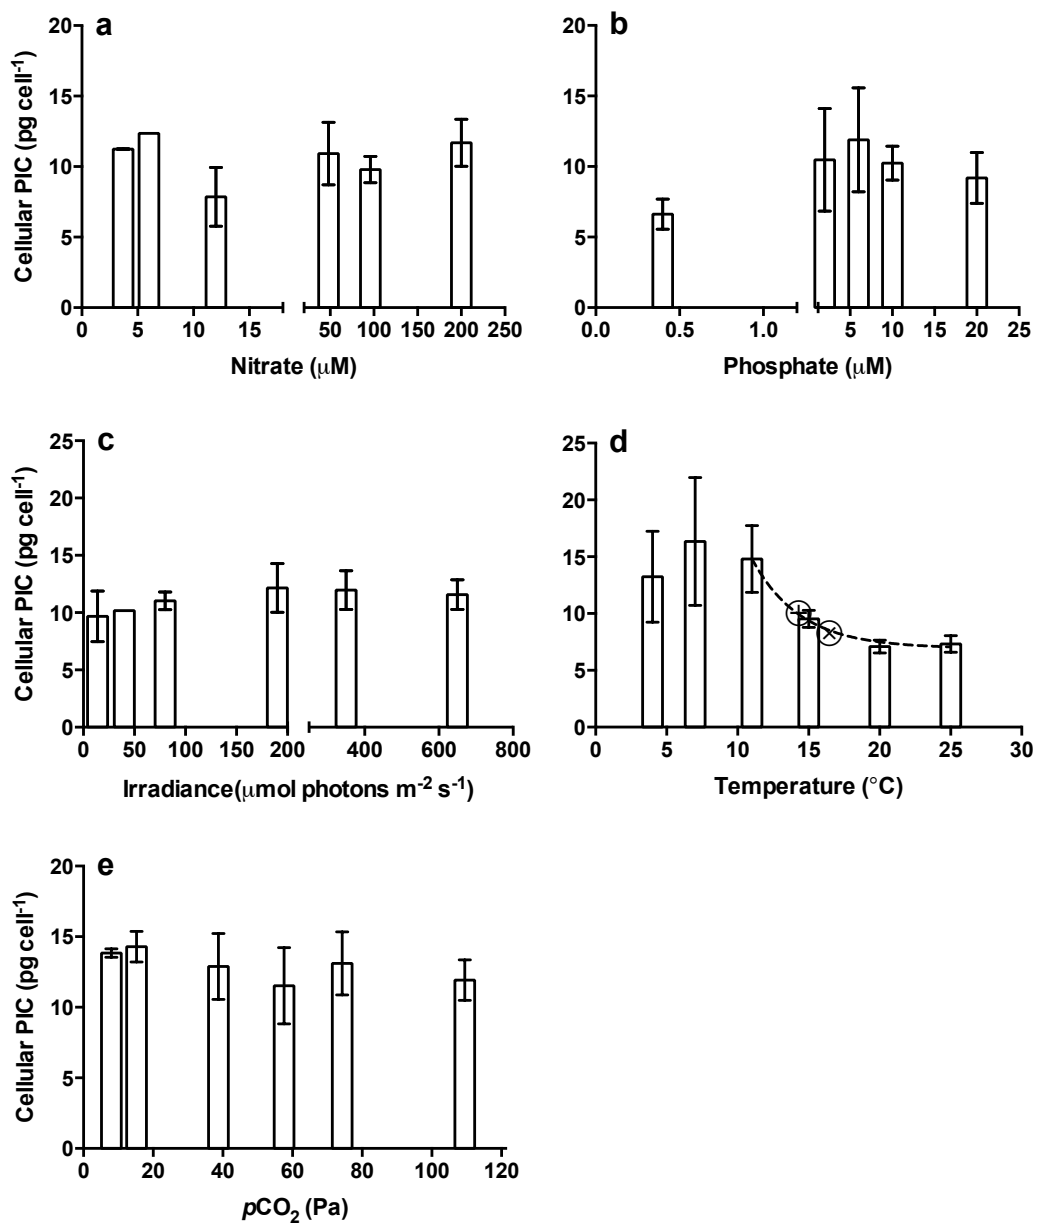 a
Cellular PIC (pg cell⁻¹)
20
15
10
5
0
0 5 10 15 50 100 150 200 250
Nitrate (μM)
b
20
15
10
5
0
0.0 0.5 1.0 5 10 15 20 25
Phosphate (μM)
c
Cellular PIC (pg cell⁻¹)
25
20
15
10
5
0
0 50 100 150 200 400 600 800
Irradiance(μmol photons m⁻² s⁻¹)
d
25
20
15
10
5
0
0 5 10 15 20 25 30
Temperature (°C)
e
Cellular PIC (pg cell⁻¹)
20
15
10
5
0
0 20 40 60 80 100 120
pCO₂ (Pa)